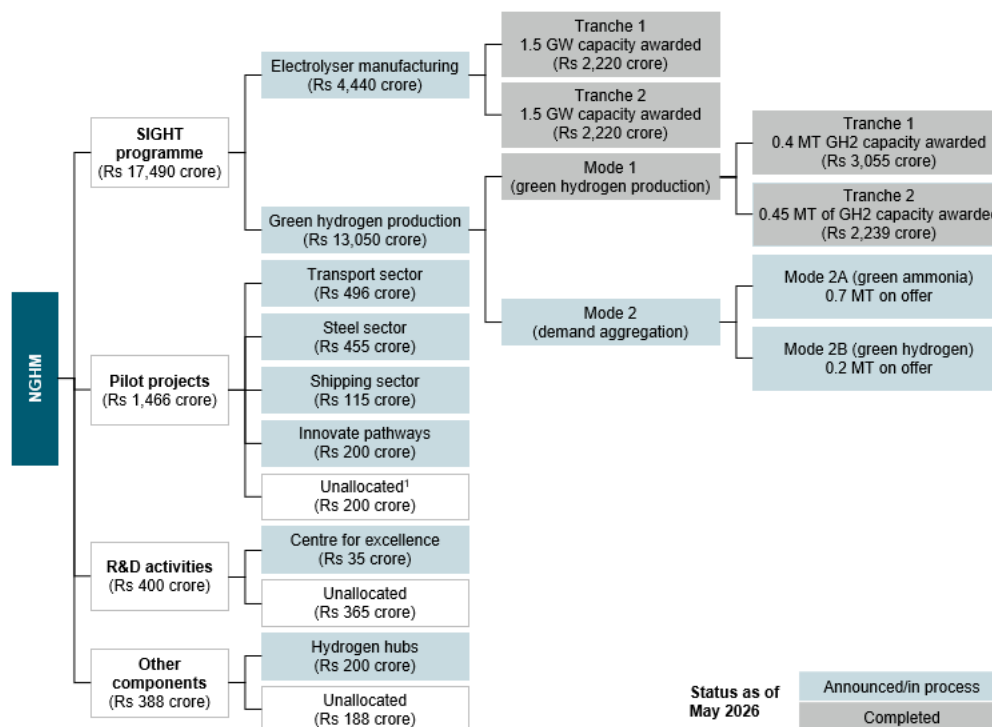 NGHM
SIGHT
programme
(Rs 17,490 crore)
Electrolyser manufacturing
(Rs 4,440 crore)
Tranche 1
1.5 GW capacity awarded
(Rs 2,220 crore)
Tranche 2
1.5 GW capacity awarded
(Rs 2,220 crore)
Green hydrogen production
(Rs 13,050 crore)
Mode 1
(green hydrogen production)
Tranche 1
0.4 MT GH2 capacity awarded
(Rs 3,055 crore)
Tranche 2
0.45 MT of GH2 capacity awarded
(Rs 2,239 crore)
Mode 2
(demand aggregation)
Mode 2A (green ammonia)
0.7 MT on offer
Mode 2B (green hydrogen)
0.2 MT on offer
Pilot projects
(Rs 1,466 crore)
Transport sector
(Rs 496 crore)
Steel sector
(Rs 455 crore)
Shipping sector
(Rs 115 crore)
Innovate pathways
(Rs 200 crore)
Unallocated¹
(Rs 200 crore)
R&D activities
(Rs 400 crore)
Centre for excellence
(Rs 35 crore)
Unallocated
(Rs 365 crore)
Other
components
(Rs 388 crore)
Hydrogen hubs
(Rs 200 crore)
Unallocated
(Rs 188 crore)
Status as of
May 2026
Announced/in process
Completed